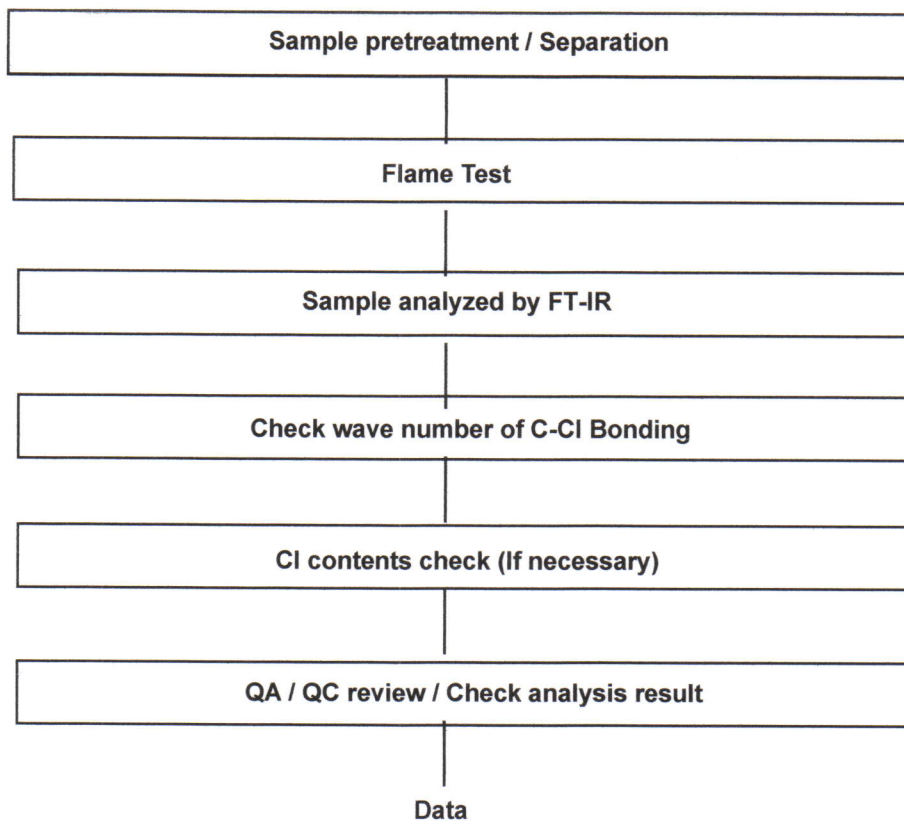 Sample pretreatment / Separation
Flame Test
Sample analyzed by FT-IR
Check wave number of C-Cl Bonding
Cl contents check (If necessary)
QA / QC review / Check analysis result
Data